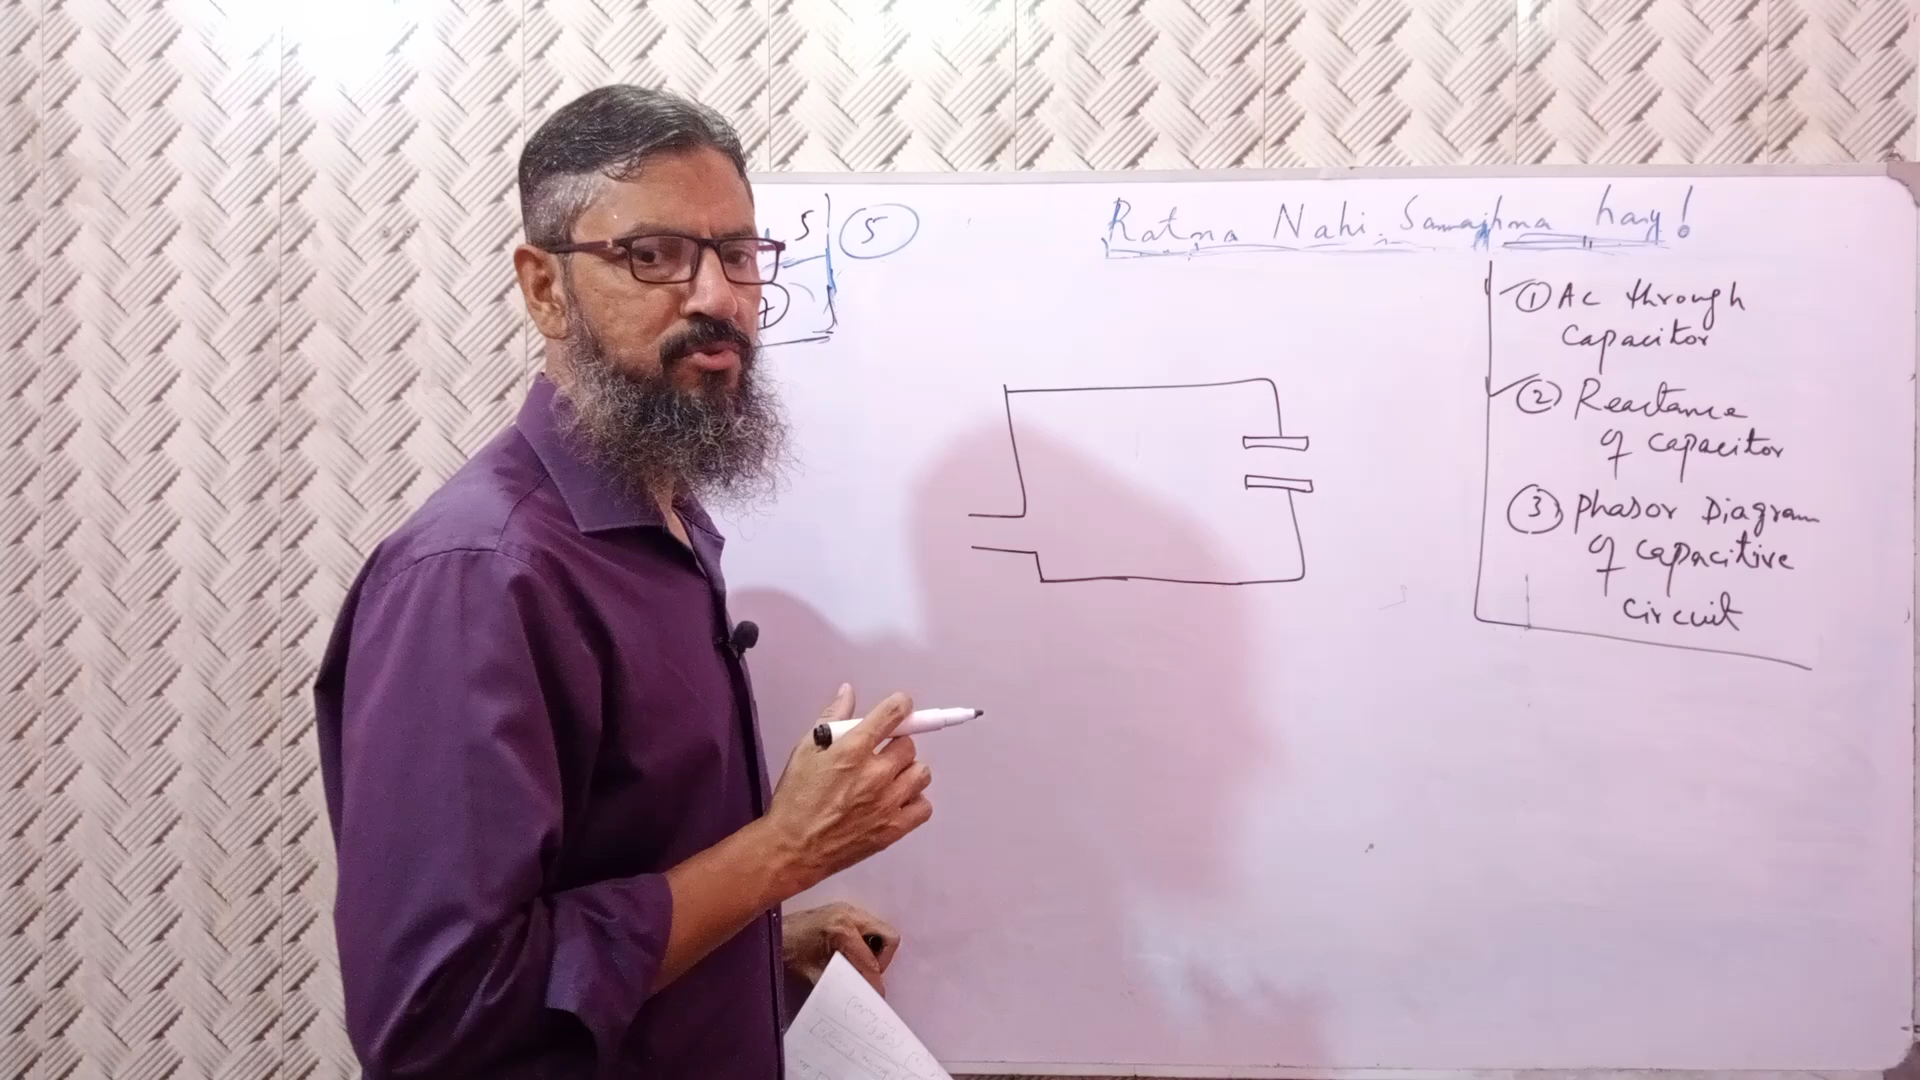 5
5
7
Ratna Nahi Samajhna hay!
① Ac through
Capacitor
② Reactance
of capacitor
③ Phasor Diagram
of capacitive
circuit